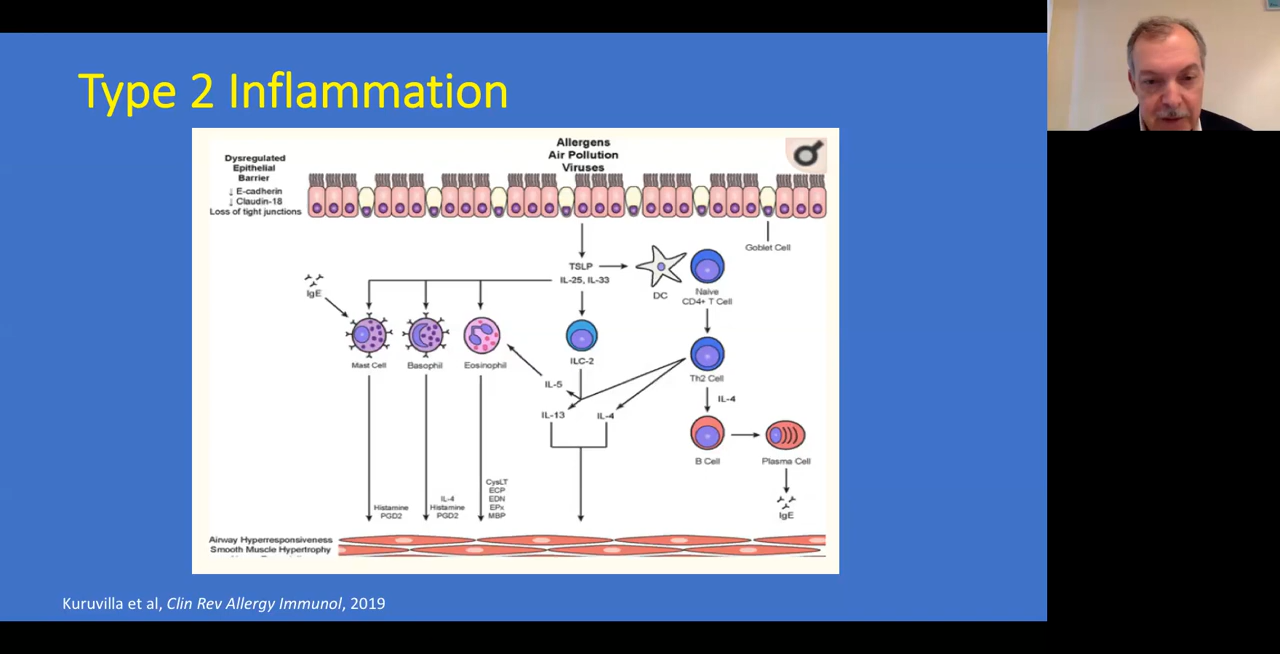 Type 2 Inflammation
Allergens
Air Pollution
Viruses
Dysregulated
Epithelial
Barrier
↓ E-cadherin
↓ Claudin-18
Loss of tight junctions
Goblet Cell
TSLP
IL-25, IL-33
DC
Naive
CD4+ T Cell
IgE
Mast Cell
Basophil
Eosinophil
ILC-2
Th2 Cell
IL-5
IL-4
IL-13
IL-4
B Cell
Plasma Cell
IgE
Histamine
PGD2
IL-4
Histamine
PGD2
CysLT
ECP
EDN
EPx
MBP
Airway Hyperresponsiveness
Smooth Muscle Hypertrophy
Kuruvilla et al, Clin Rev Allergy Immunol, 2019